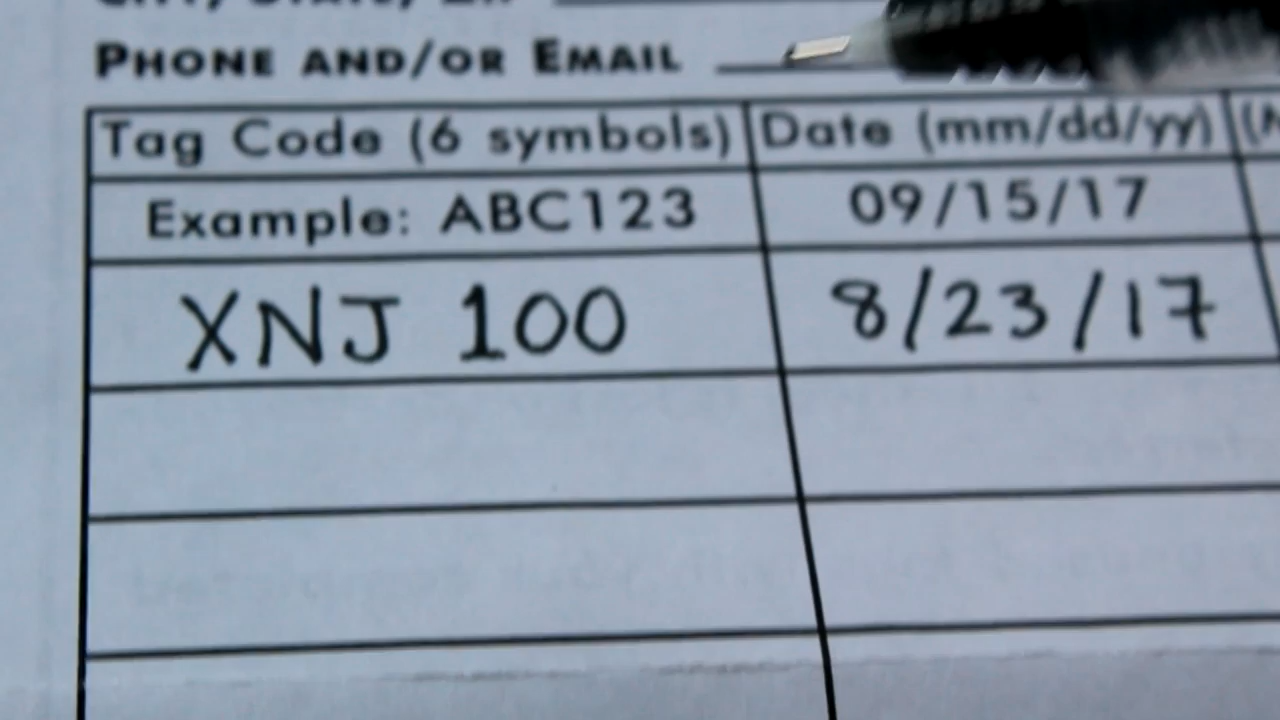 PHONE AND/OR EMAIL
Tag Code (6 symbols) Date (mm/dd/yy)
Example: ABC123 09/15/17
XNJ 100 8/23/17